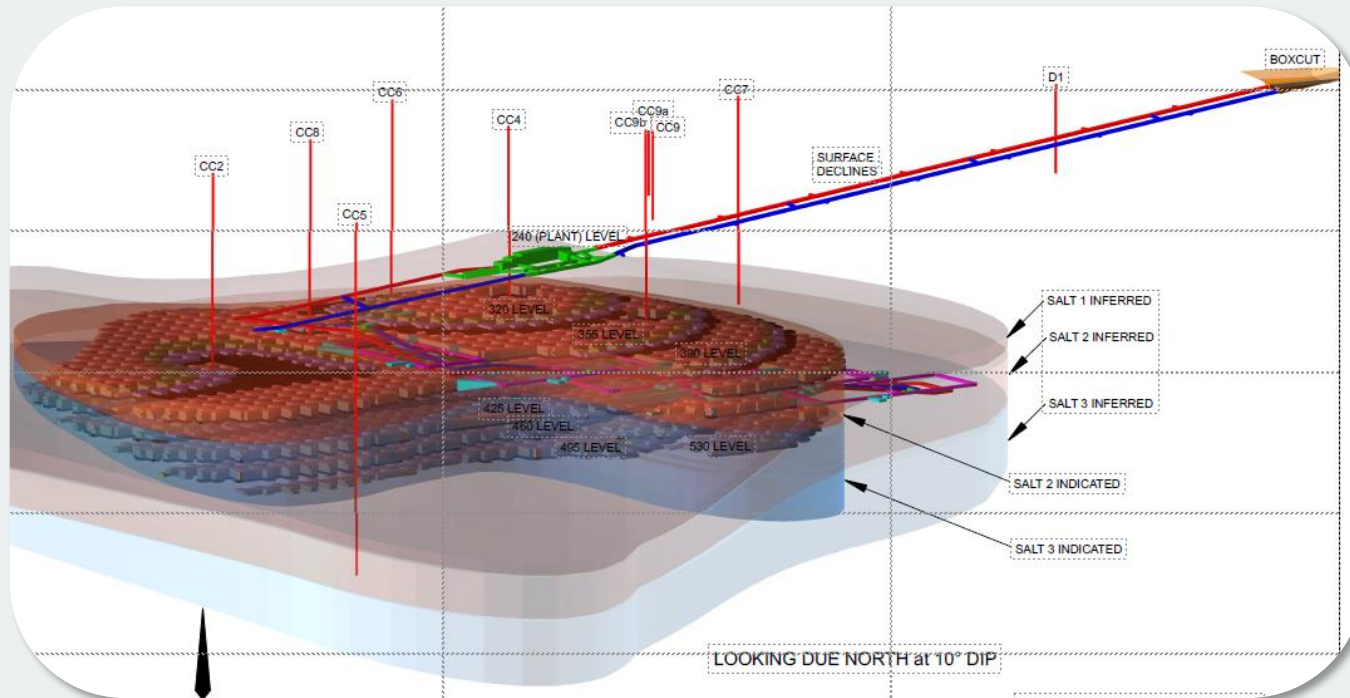 BOXCUT
D1
CC7
CC6
CC9a
CC9b
CC9
CC4
CC8
CC2
SURFACE
DECLINES
CC5
240 (PLANT) LEVEL
320 LEVEL
355 LEVEL
390 LEVEL
SALT 1 INFERRED
SALT 2 INFERRED
SALT 3 INFERRED
425 LEVEL
460 LEVEL
495 LEVEL
530 LEVEL
SALT 2 INDICATED
SALT 3 INDICATED
LOOKING DUE NORTH at 10° DIP